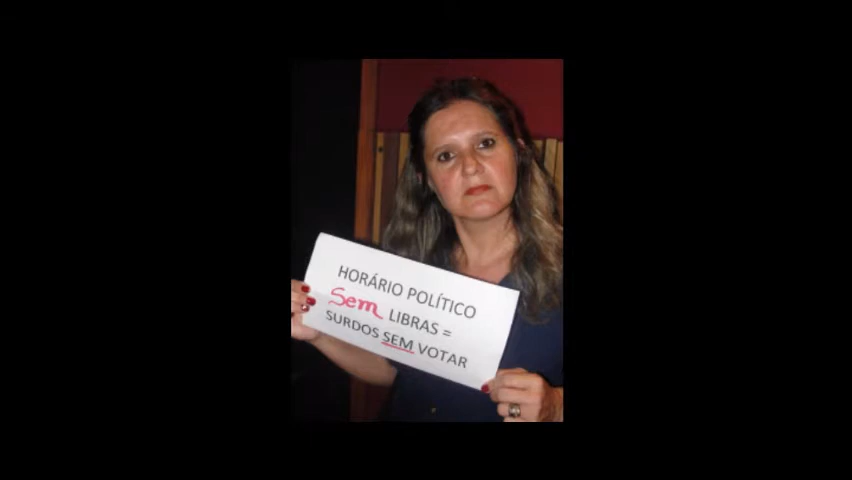 HORÁRIO POLÍTICO
Sem LIBRAS =
SURDOS SEM VOTAR